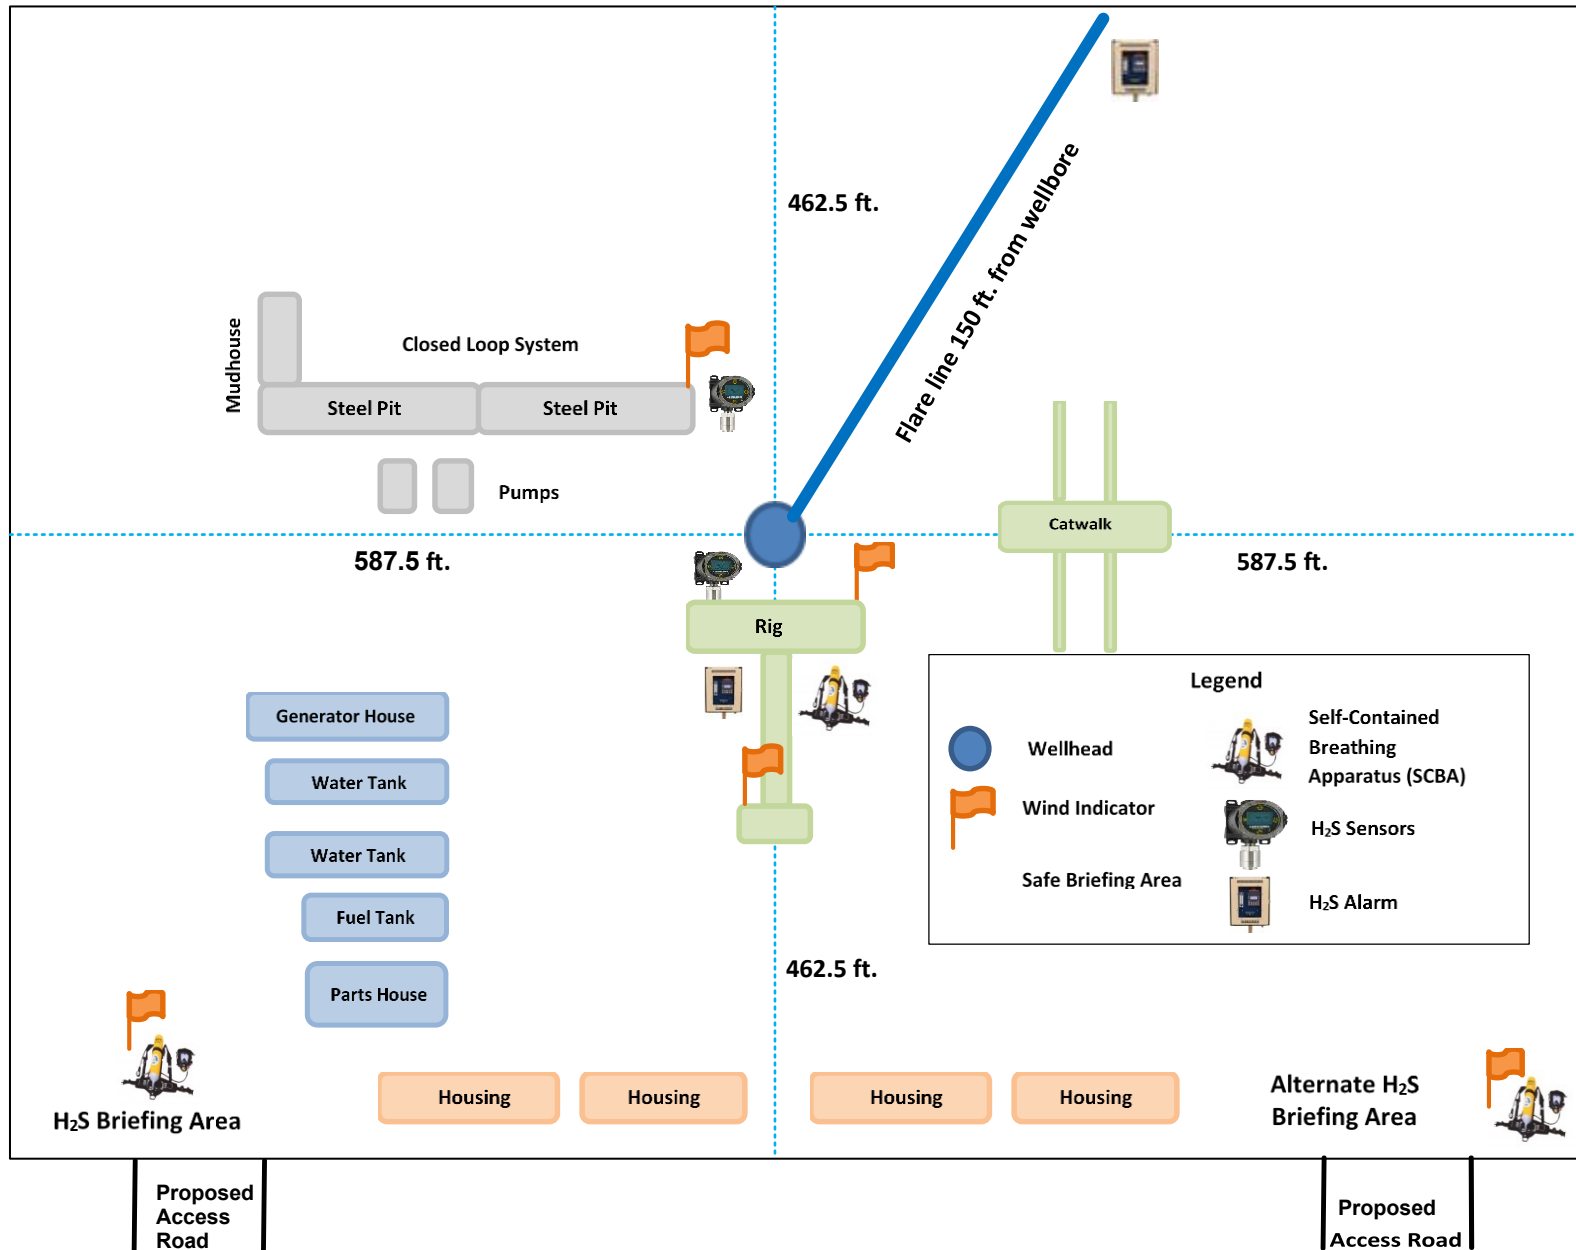 462.5 ft.
Flare line 150 ft. from wellbore
Mudhouse
Closed Loop System
Steel Pit
Steel Pit
Pumps
Catwalk
587.5 ft.
587.5 ft.
Rig
Legend
Wellhead
Wind Indicator
Safe Briefing Area
Self-Contained
Breathing
Apparatus (SCBA)
H₂S Sensors
H₂S Alarm
Generator House
Water Tank
Water Tank
Fuel Tank
Parts House
462.5 ft.
H₂S Briefing Area
Housing
Housing
Housing
Housing
Alternate H₂S
Briefing Area
Proposed
Access
Road
Proposed
Access Road